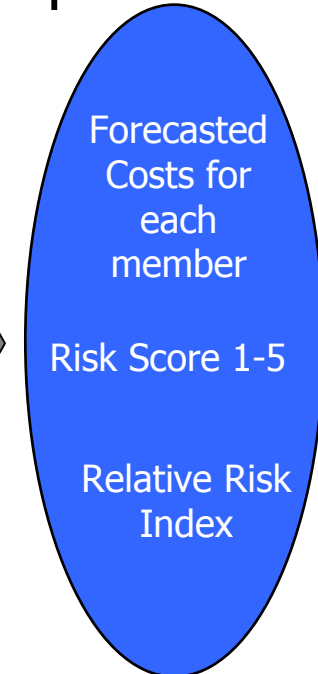 Forecasted
Costs for
each
member
Risk Score 1-5
Relative Risk
Index